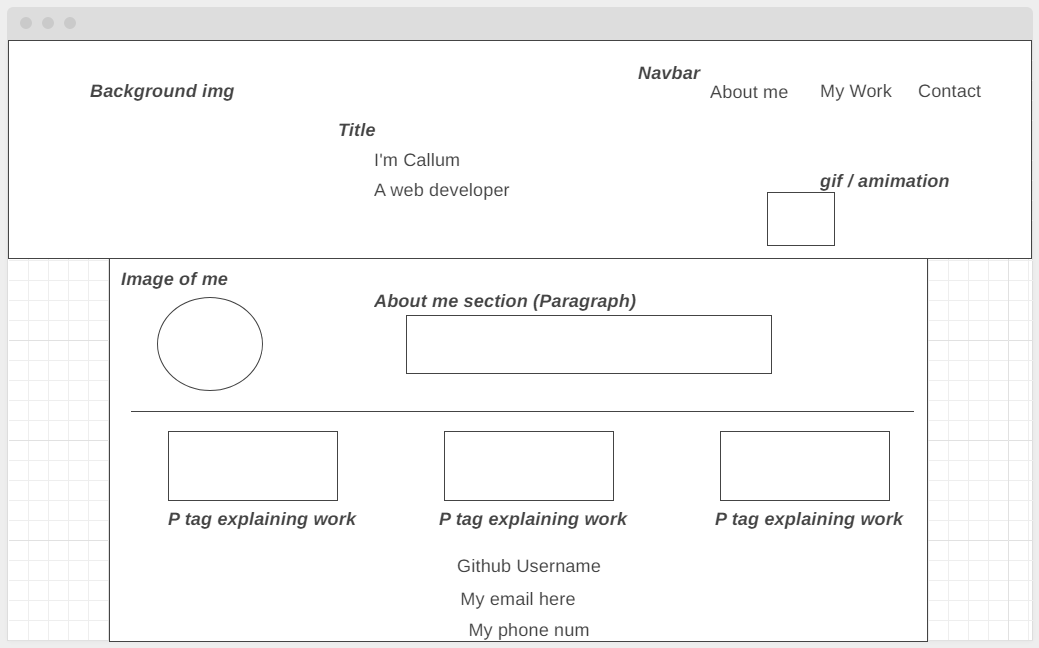 Navbar
Background img
About me
My Work
Contact
Title
I'm Callum
A web developer
gif / amimation
Image of me
About me section (Paragraph)
P tag explaining work
P tag explaining work
P tag explaining work
Github Username
My email here
My phone num